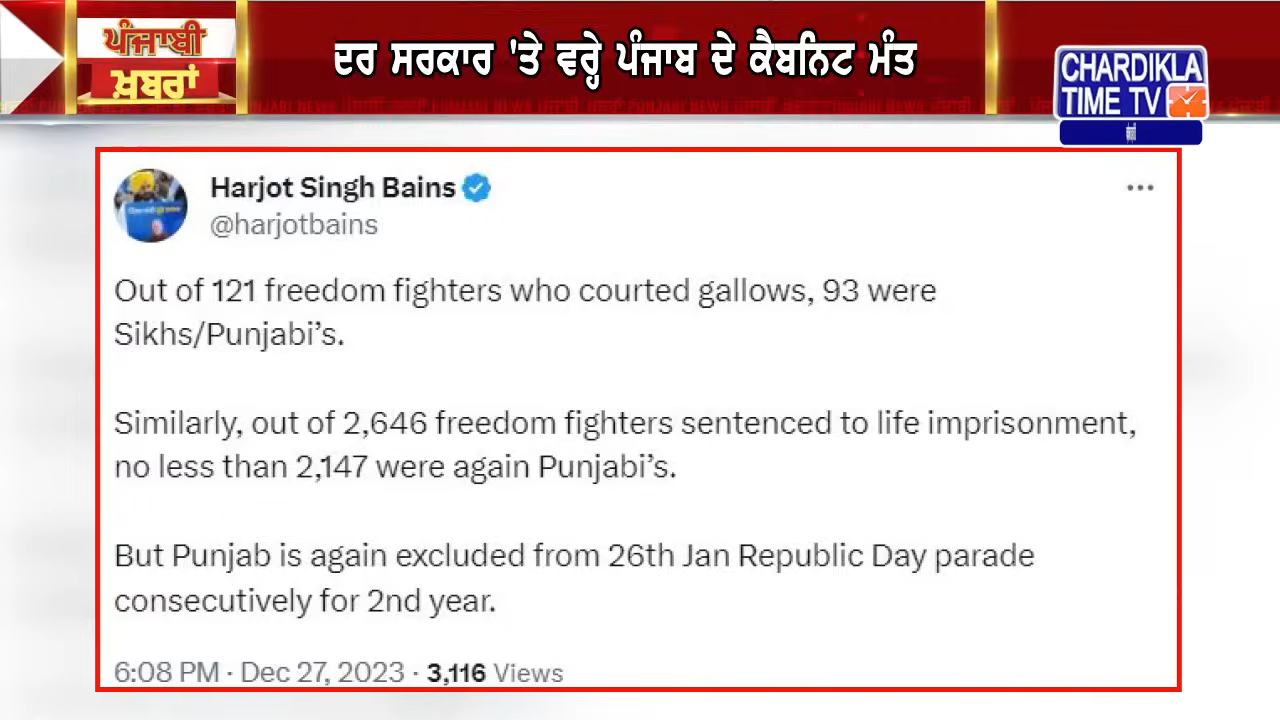 ਪੰਜਾਬੀ
ਖ਼ਬਰਾਂ
ਦਰ ਸਰਕਾਰ 'ਤੇ ਵਰ੍ਹੇ ਪੰਜਾਬ ਦੇ ਕੈਬਨਿਟ ਮੰਤ
CHARDIKLA
TIME TV
Harjot Singh Bains
@harjotbains
Out of 121 freedom fighters who courted gallows, 93 were
Sikhs/Punjabi’s.
Similarly, out of 2,646 freedom fighters sentenced to life imprisonment,
no less than 2,147 were again Punjabi’s.
But Punjab is again excluded from 26th Jan Republic Day parade
consecutively for 2nd year.
6:08 PM · Dec 27, 2023 · 3,116 Views